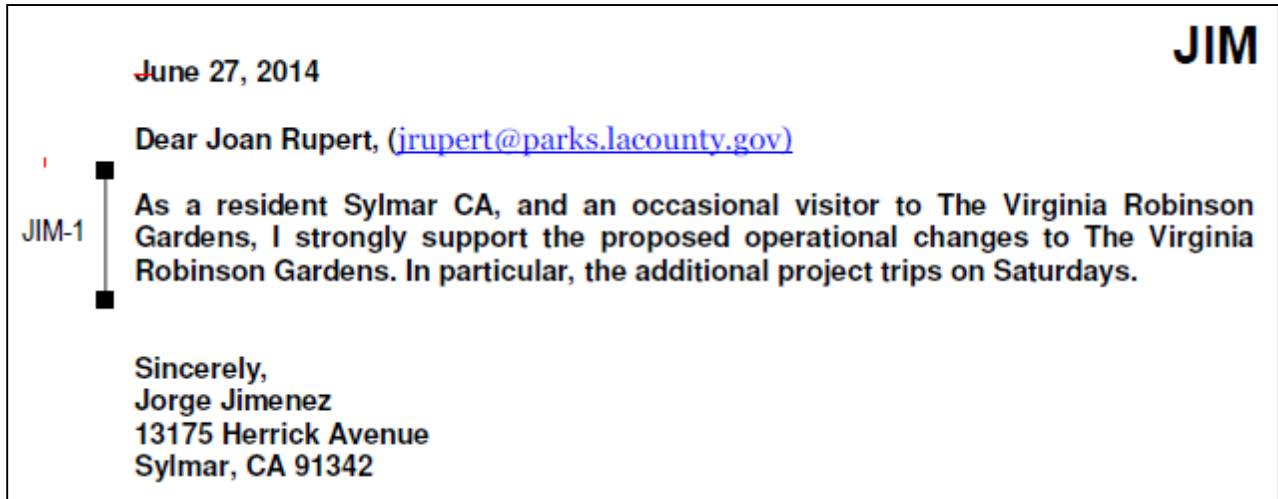 JIM
June 27, 2014
Dear Joan Rupert, (jrupert@parks.lacounty.gov)
JIM-1
As a resident Sylmar CA, and an occasional visitor to The Virginia Robinson
Gardens, I strongly support the proposed operational changes to The Virginia
Robinson Gardens. In particular, the additional project trips on Saturdays.
Sincerely,
Jorge Jimenez
13175 Herrick Avenue
Sylmar, CA 91342